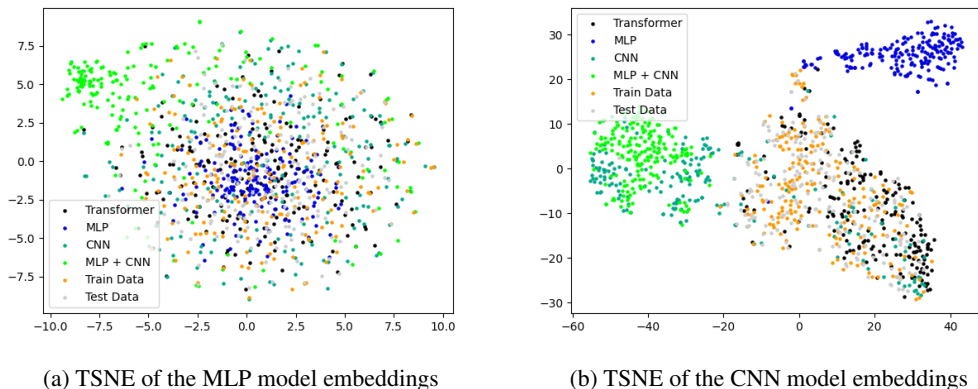 7.5
5.0
2.5
0.0
−2.5
−5.0
−7.5
Transformer
MLP
CNN
MLP + CNN
Train Data
Test Data
−10.0 −7.5 −5.0 −2.5 0.0 2.5 5.0 7.5 10.0
(a) TSNE of the MLP model embeddings
30
20
10
0
−10
−20
−30
Transformer
MLP
CNN
MLP + CNN
Train Data
Test Data
−60 −40 −20 0 20 40
(b) TSNE of the CNN model embeddings